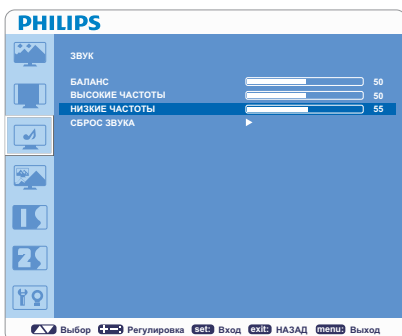 PHILIPS
ЗВУК
БАЛАНС 50
ВЫСОКИЕ ЧАСТОТЫ 50
НИЗКИЕ ЧАСТОТЫ 55
СБРОС ЗВУКА
Выбор Регулировка set: Вход exit: НАЗАД menu: Выход